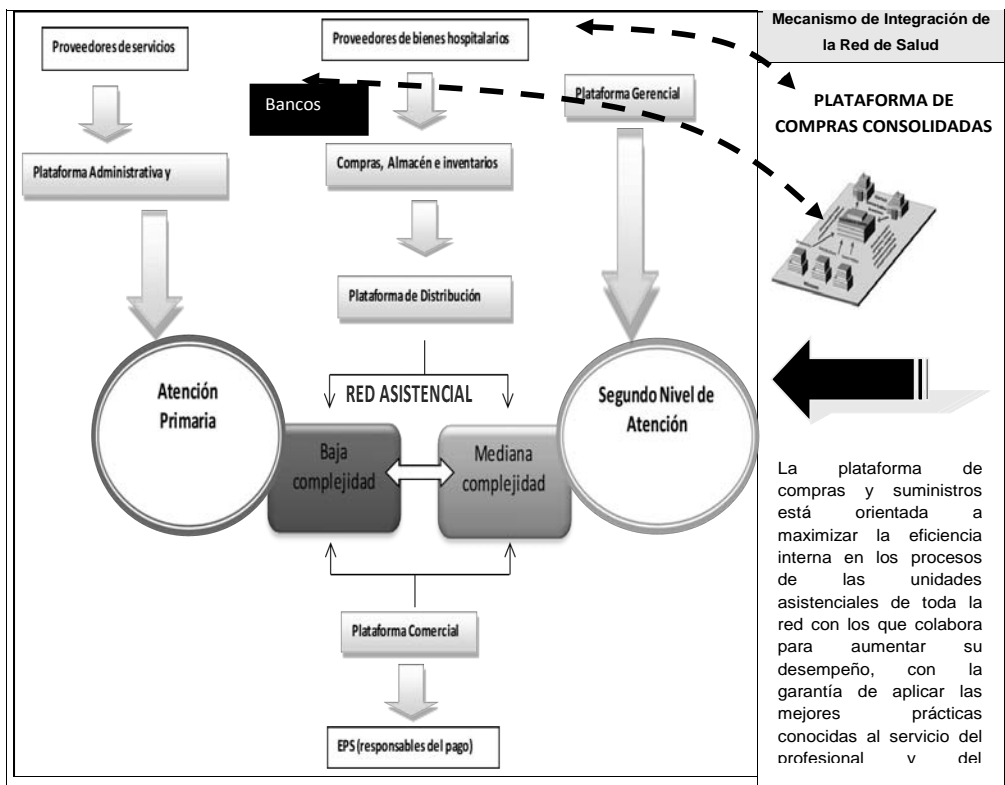 Proveedores de servicios
Proveedores de bienes hospitalarios
Bancos
Plataforma Gerencial
Plataforma Administrativa y
Compras, Almacén e inventarios
Plataforma de Distribución
RED ASISTENCIAL
Atención
Primaria
Segundo Nivel de
Atención
Baja
complejidad
Mediana
complejidad
Plataforma Comercial
EPS (responsables del pago)
Mecanismo de Integración de
la Red de Salud
PLATAFORMA DE
COMPRAS CONSOLIDADAS
La plataforma de
compras y suministros
está orientada a
maximizar la eficiencia
interna en los procesos
de las unidades
asistenciales de toda la
red con los que colabora
para aumentar su
desempeño, con la
garantía de aplicar las
mejores prácticas
conocidas al servicio del
profesional y del